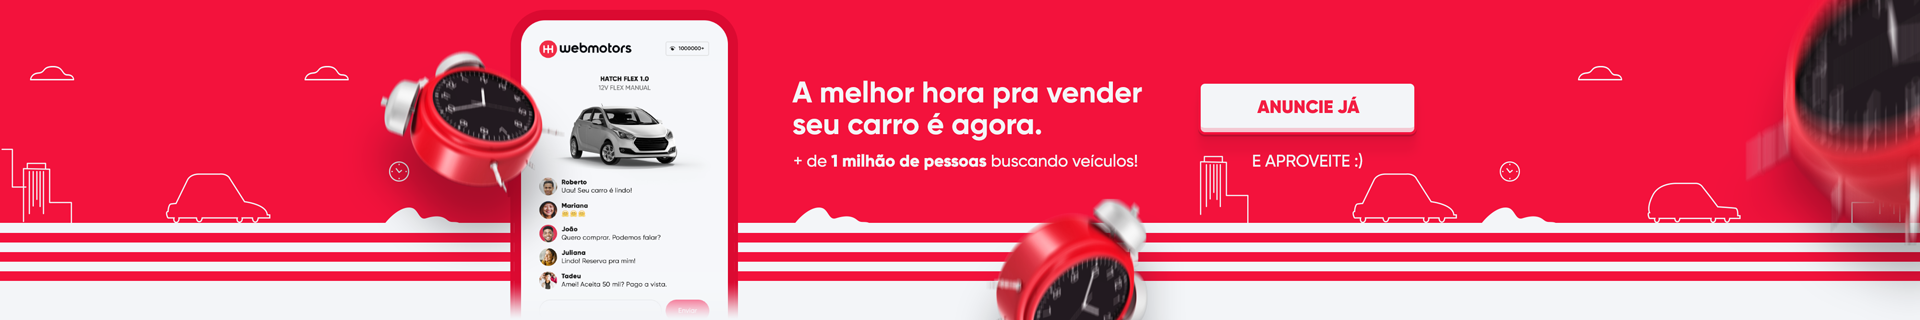 webmotors
1000000+
HATCH FLEX 1.0
12V FLEX MANUAL
Roberto
Uau! Seu carro é lindo!
Mariana
João
Quero comprar. Podemos falar?
Juliana
Lindo! Reserva pra mim!
Tadeu
Amei! Aceita 50 mil? Pago a vista.
Enviar
A melhor hora pra vender
seu carro é agora.
+ de 1 milhão de pessoas buscando veículos!
ANUNCIE JÁ
E APROVEITE :)